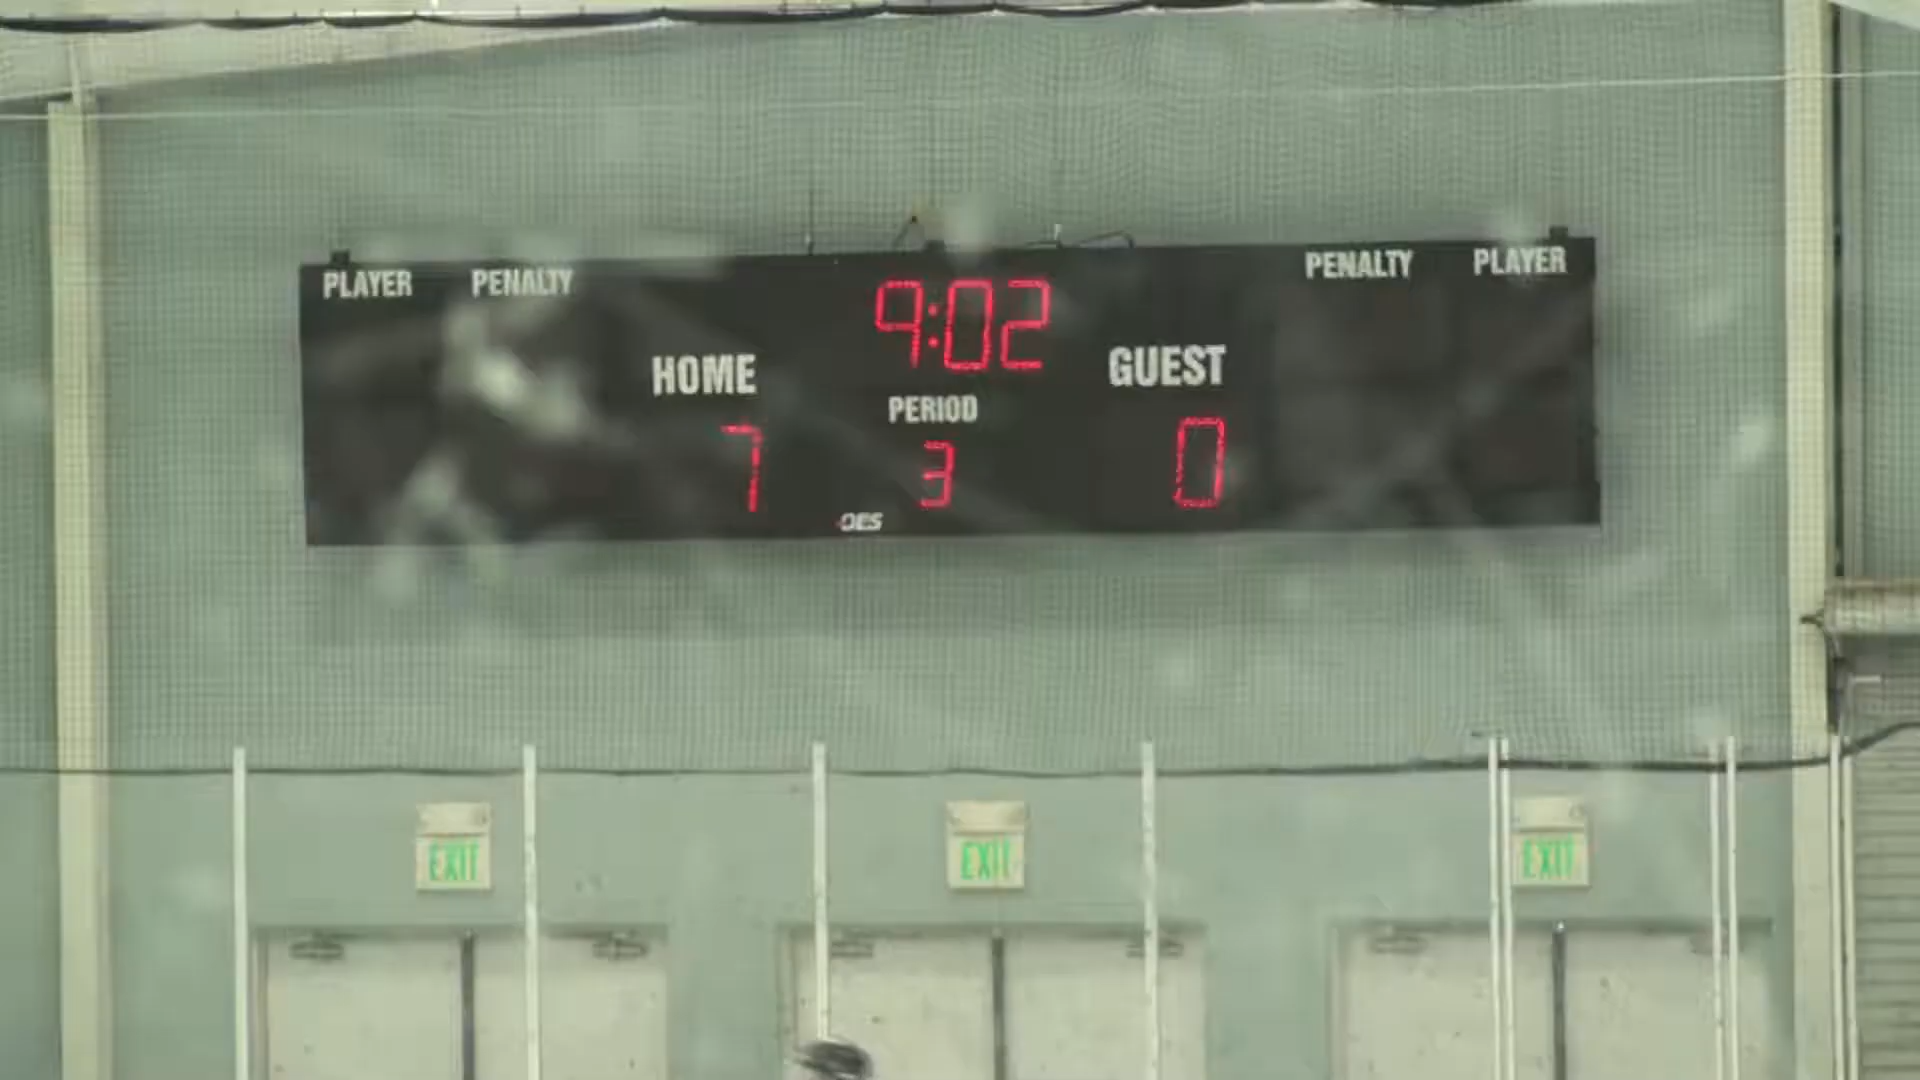 PLAYER PENALTY 9:02 PENALTY PLAYER
HOME GUEST
PERIOD
7 3 0
OES
EXIT EXIT EXIT